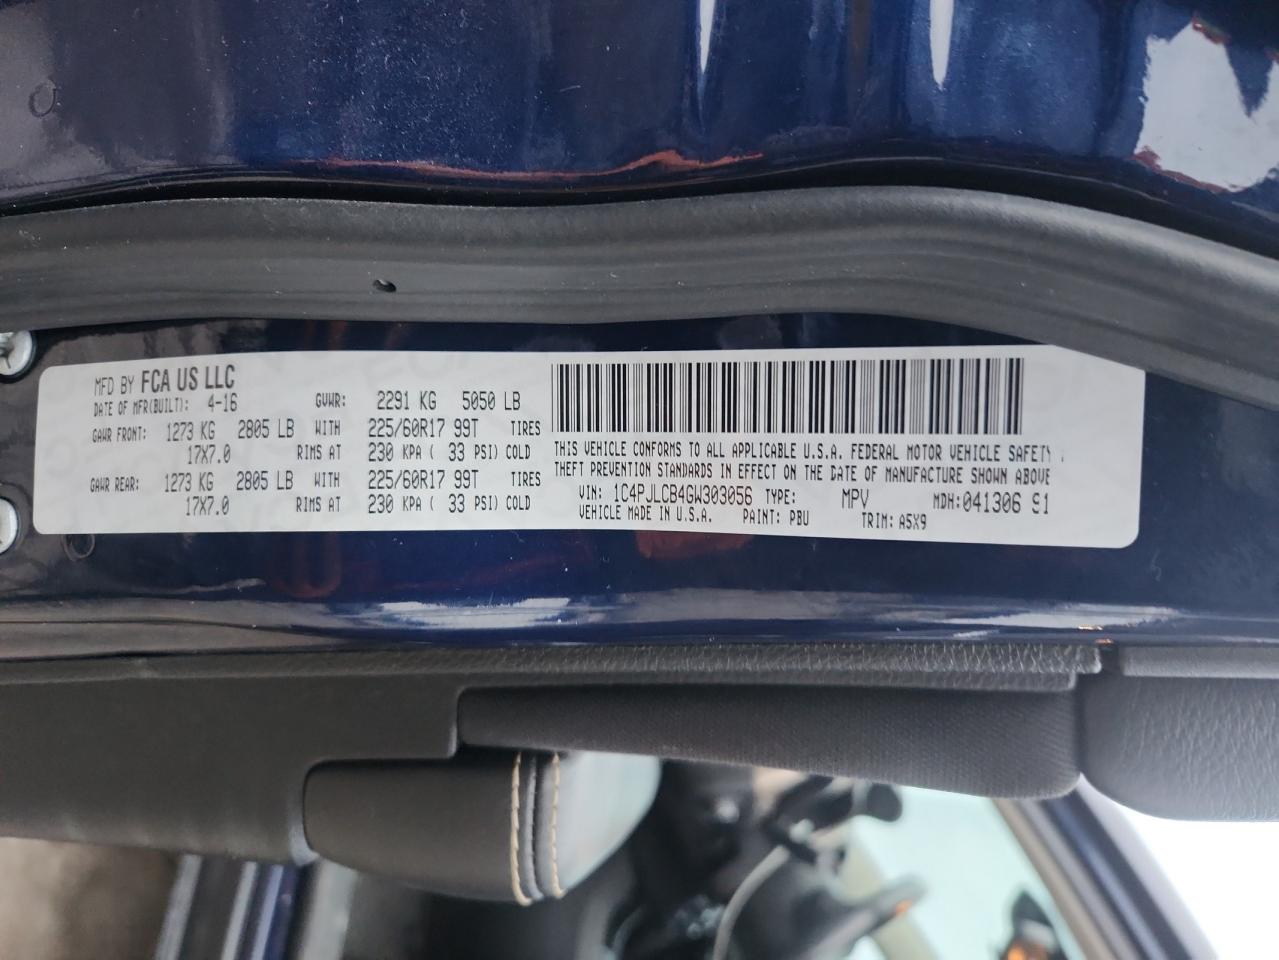 MFD BY FCA US LLC
DATE OF MFR(BUILT): 4-16 GVWR: 2291 KG 5050 LB
GAWR FRONT: 1273 KG 2805 LB WITH 225/60R17 99T TIRES
17X7.0 RIMS AT 230 KPA ( 33 PSI) COLD
GAWR REAR: 1273 KG 2805 LB WITH 225/60R17 99T TIRES
17X7.0 RIMS AT 230 KPA ( 33 PSI) COLD
THIS VEHICLE CONFORMS TO ALL APPLICABLE U.S.A. FEDERAL MOTOR VEHICLE SAFETY,
THEFT PREVENTION STANDARDS IN EFFECT ON THE DATE OF MANUFACTURE SHOWN ABOVE
VIN: 1C4PJLCB4GW303056 TYPE: MPV MDH:041306 91
VEHICLE MADE IN U.S.A. PAINT: PBU TRIM: A5X9